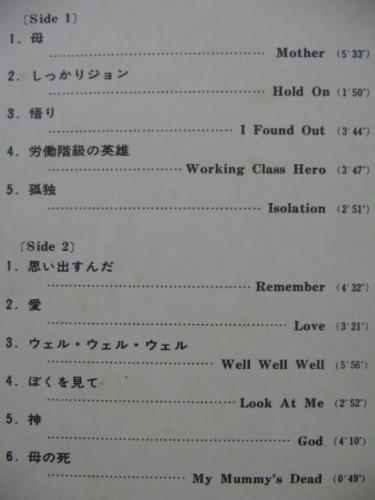 〔Side 1〕
1. 母
Mother (5'33")
2. しっかりジョン
Hold On (1'50")
3. 悟り
I Found Out (3'44")
4. 労働階級の英雄
Working Class Hero (3'47")
5. 孤独
Isolation (2'51")
〔Side 2〕
1. 思い出すんだ
Remember (4'32")
2. 愛
Love (3'21")
3. ウェル・ウェル・ウェル
Well Well Well (5'56")
4. ぼくを見て
Look At Me (2'52")
5. 神
God (4'10")
6. 母の死
My Mummy's Dead (0'49")